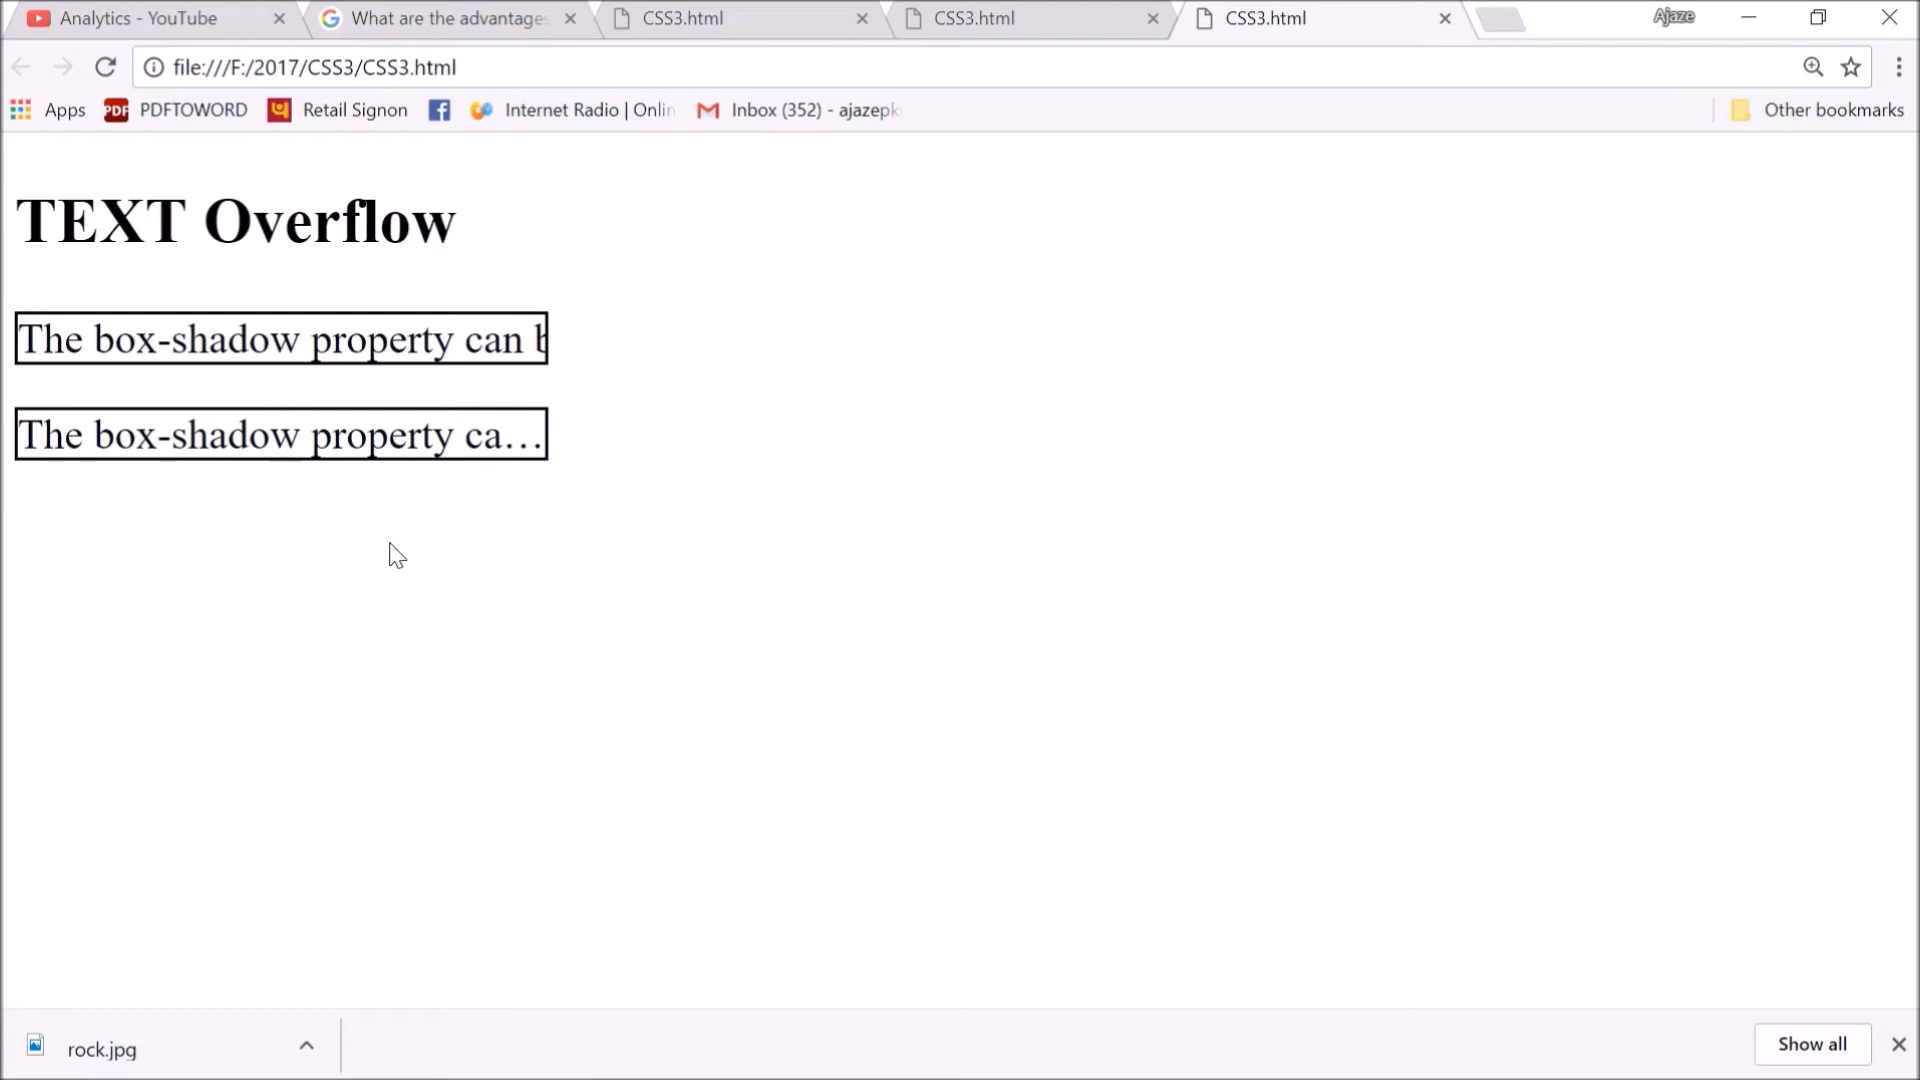 Analytics - YouTube
What are the advantages
CSS3.html
CSS3.html
CSS3.html
Ajaze
file:///F:/2017/CSS3/CSS3.html
Apps
PDF
PDFTOWORD
Retail Signon
Internet Radio | Onlin
Inbox (352) - ajazepk
Other bookmarks
TEXT Overflow
The box-shadow property can b
The box-shadow property ca…
rock.jpg
Show all